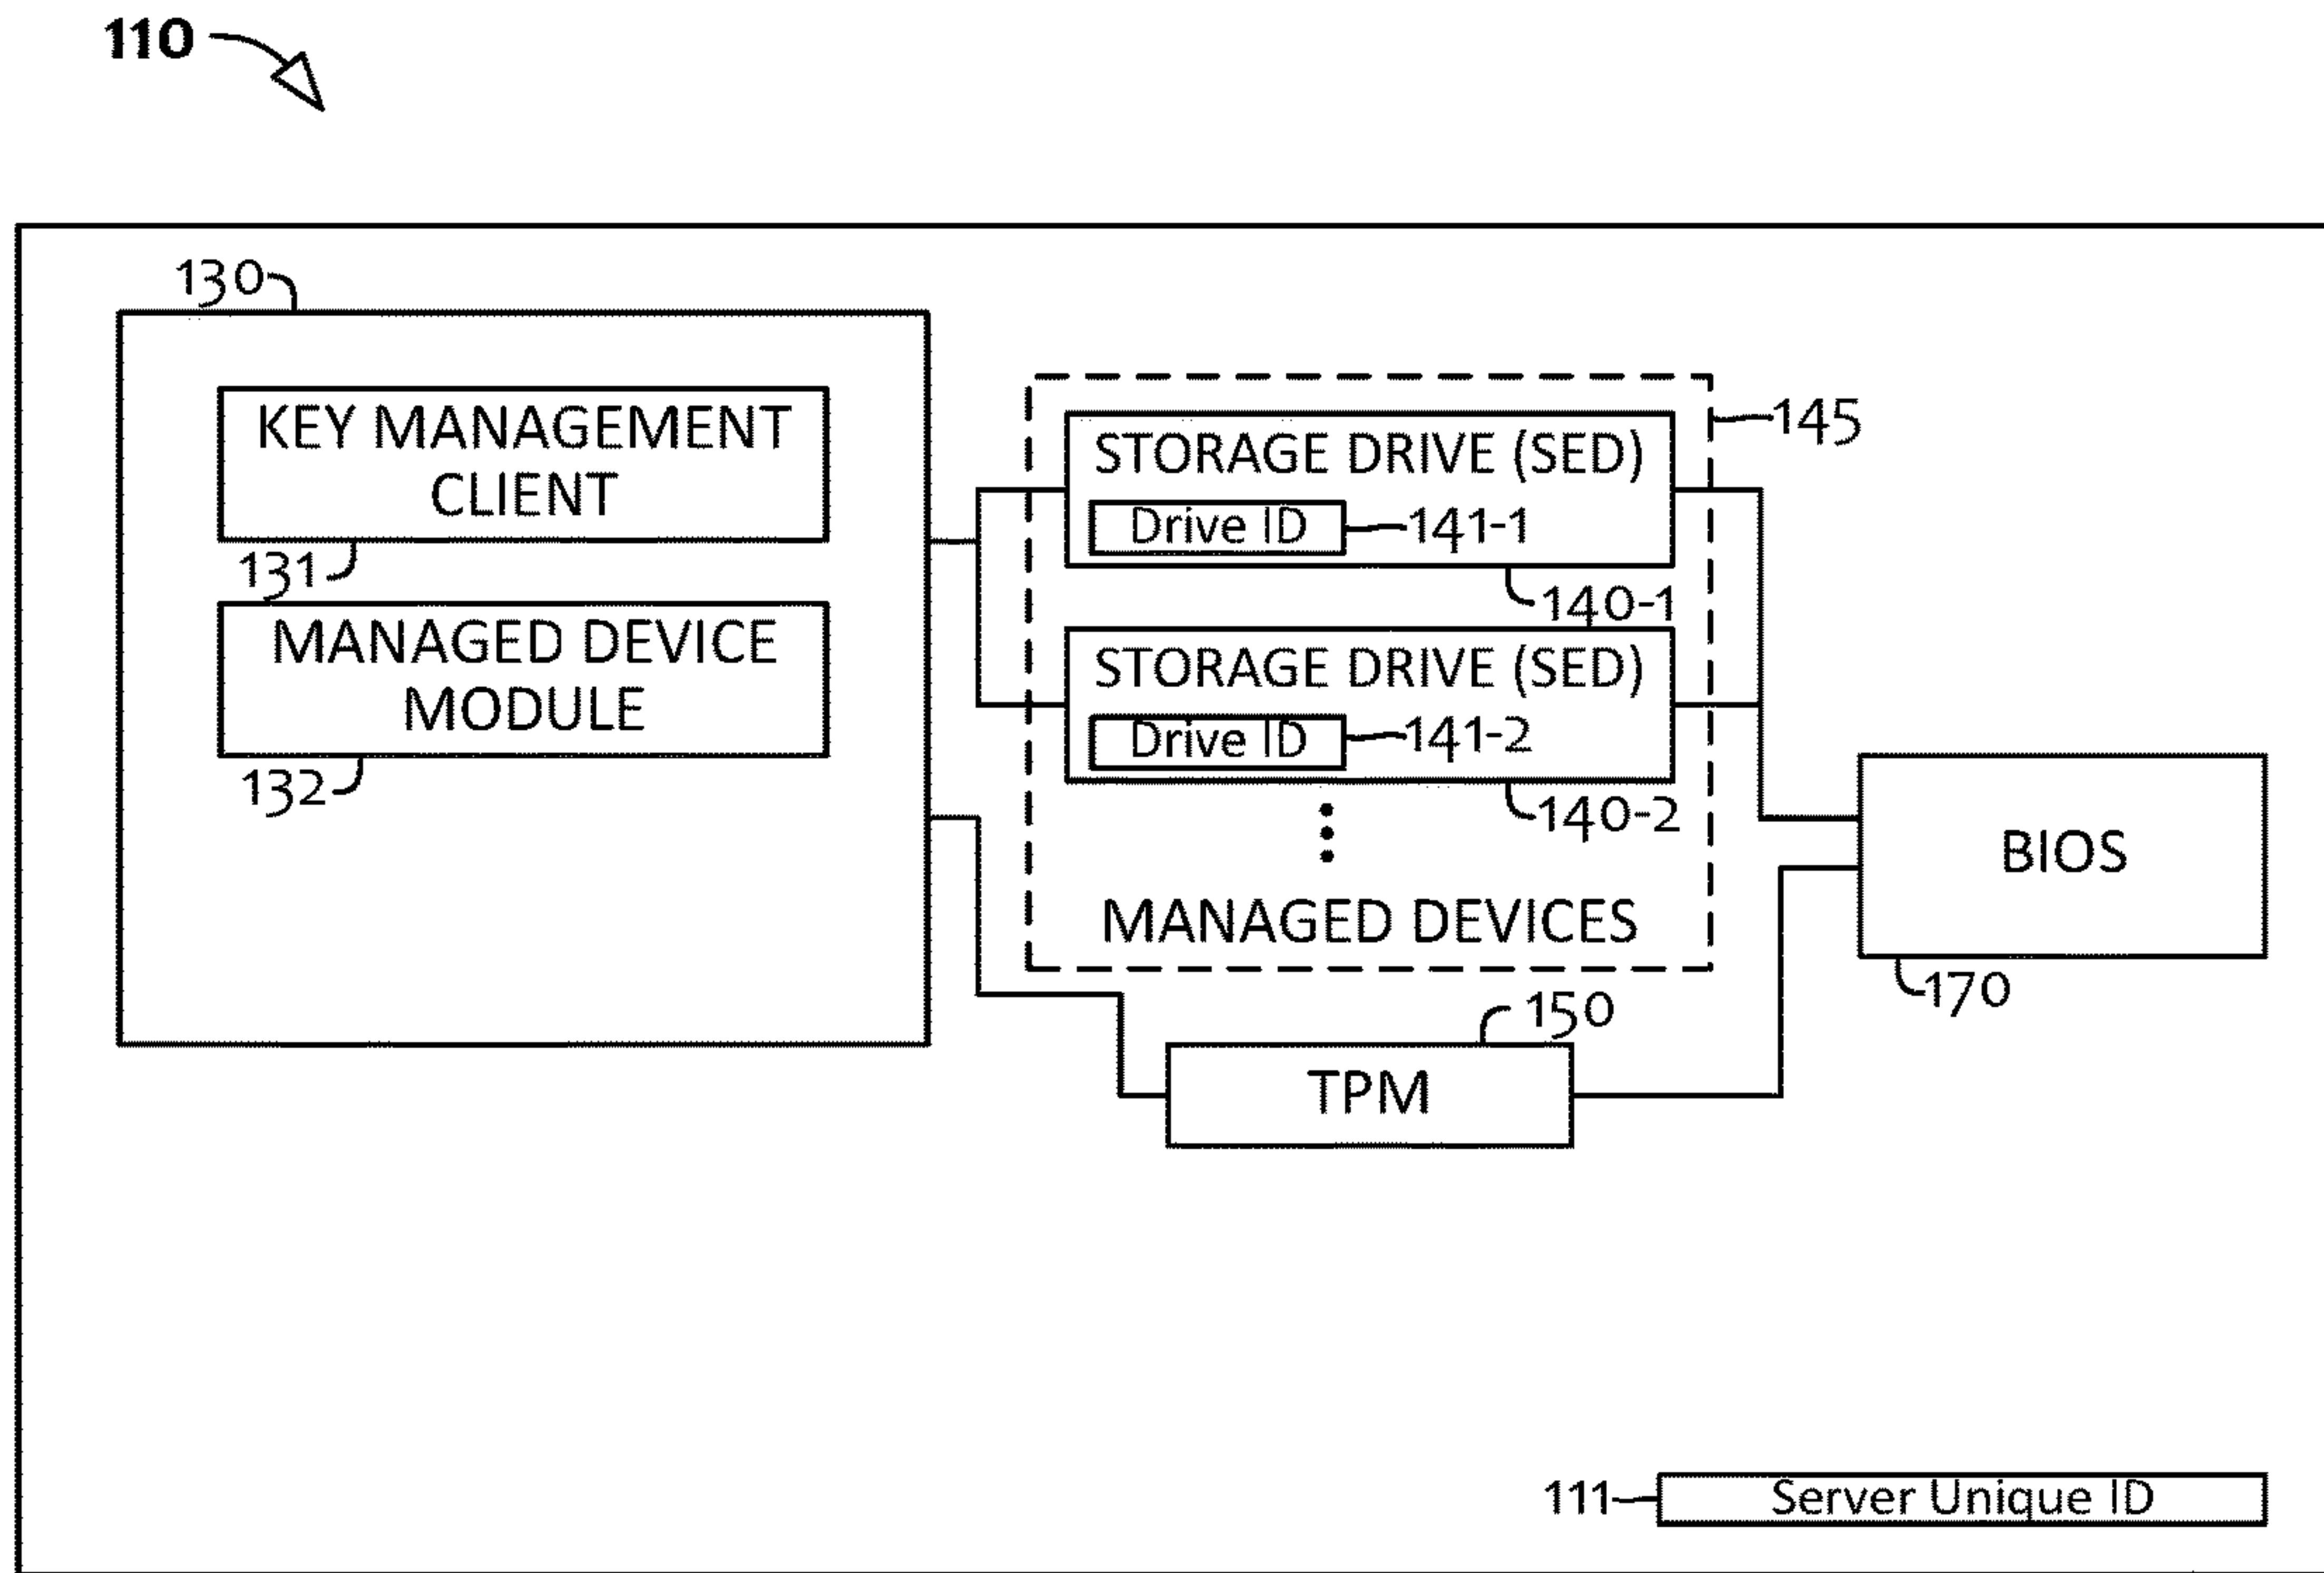 110
130
KEY MANAGEMENT
CLIENT
131
MANAGED DEVICE
MODULE
132
145
STORAGE DRIVE (SED)
Drive ID
141-1
140-1
STORAGE DRIVE (SED)
Drive ID
141-2
140-2
MANAGED DEVICES
BIOS
170
150
TPM
111
Server Unique ID